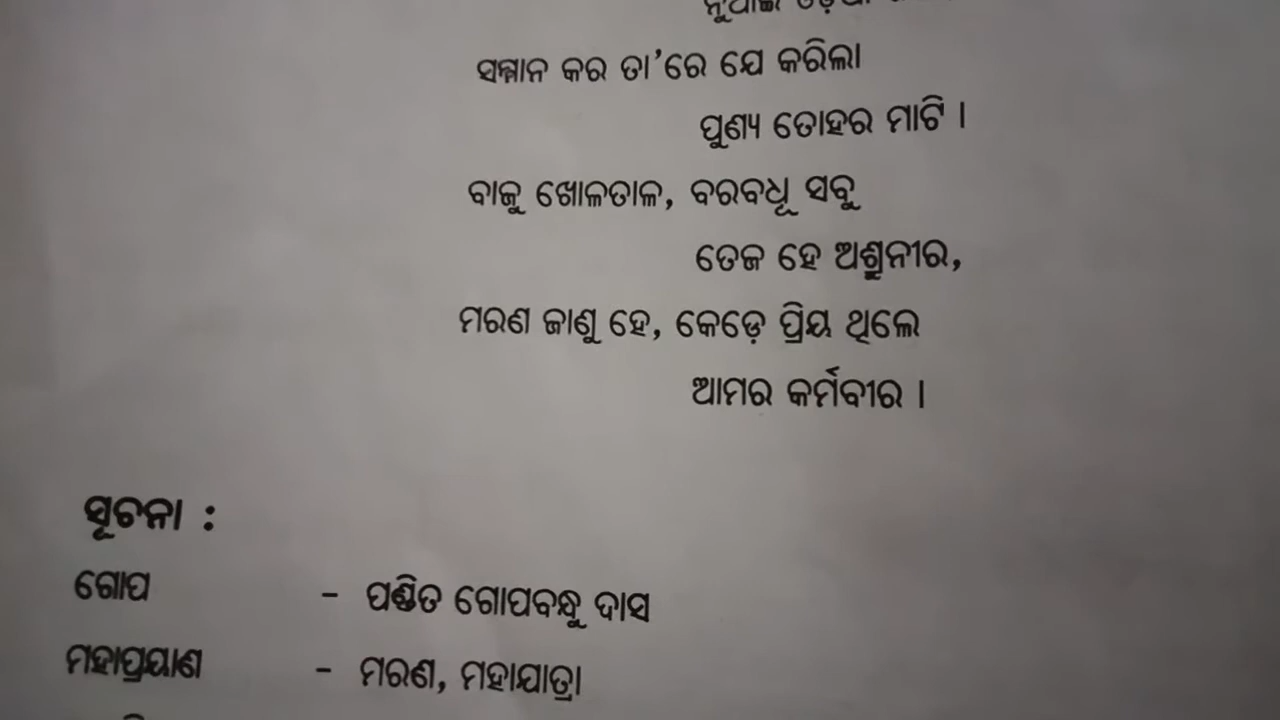 ସମ୍ମାନ କର ତା’ରେ ଯେ କରିଲା
ପୁଣ୍ୟ ତୋହର ମାଟି ।
ବାଜୁ ଖୋଳତାଳ, ବରବଧୂ ସବୁ
ତେଜ ହେ ଅଶ୍ରୁନୀର,
ମରଣ ଜାଣୁ ହେ, କେଡ଼େ ପ୍ରିୟ ଥିଲେ
ଆମର କର୍ମବୀର ।
ସୂଚନା :
ଗୋପ – ପଣ୍ଡିତ ଗୋପବନ୍ଧୁ ଦାସ
ମହାପ୍ରୟାଣ – ମରଣ, ମହାଯାତ୍ରା